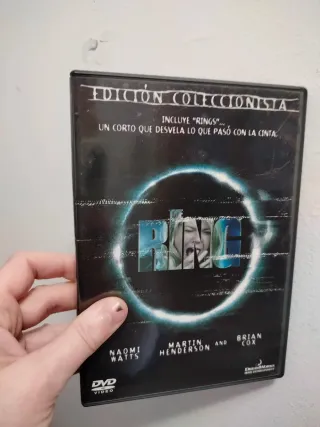 EDICIÓN COLECCIONISTA
INCLUYE "RINGS"...
UN CORTO QUE DESVELA LO QUE PASÓ CON LA CINTA.
RING
NAOMI WATTS
MARTIN HENDERSON AND BRIAN COX
DVD
VIDEO